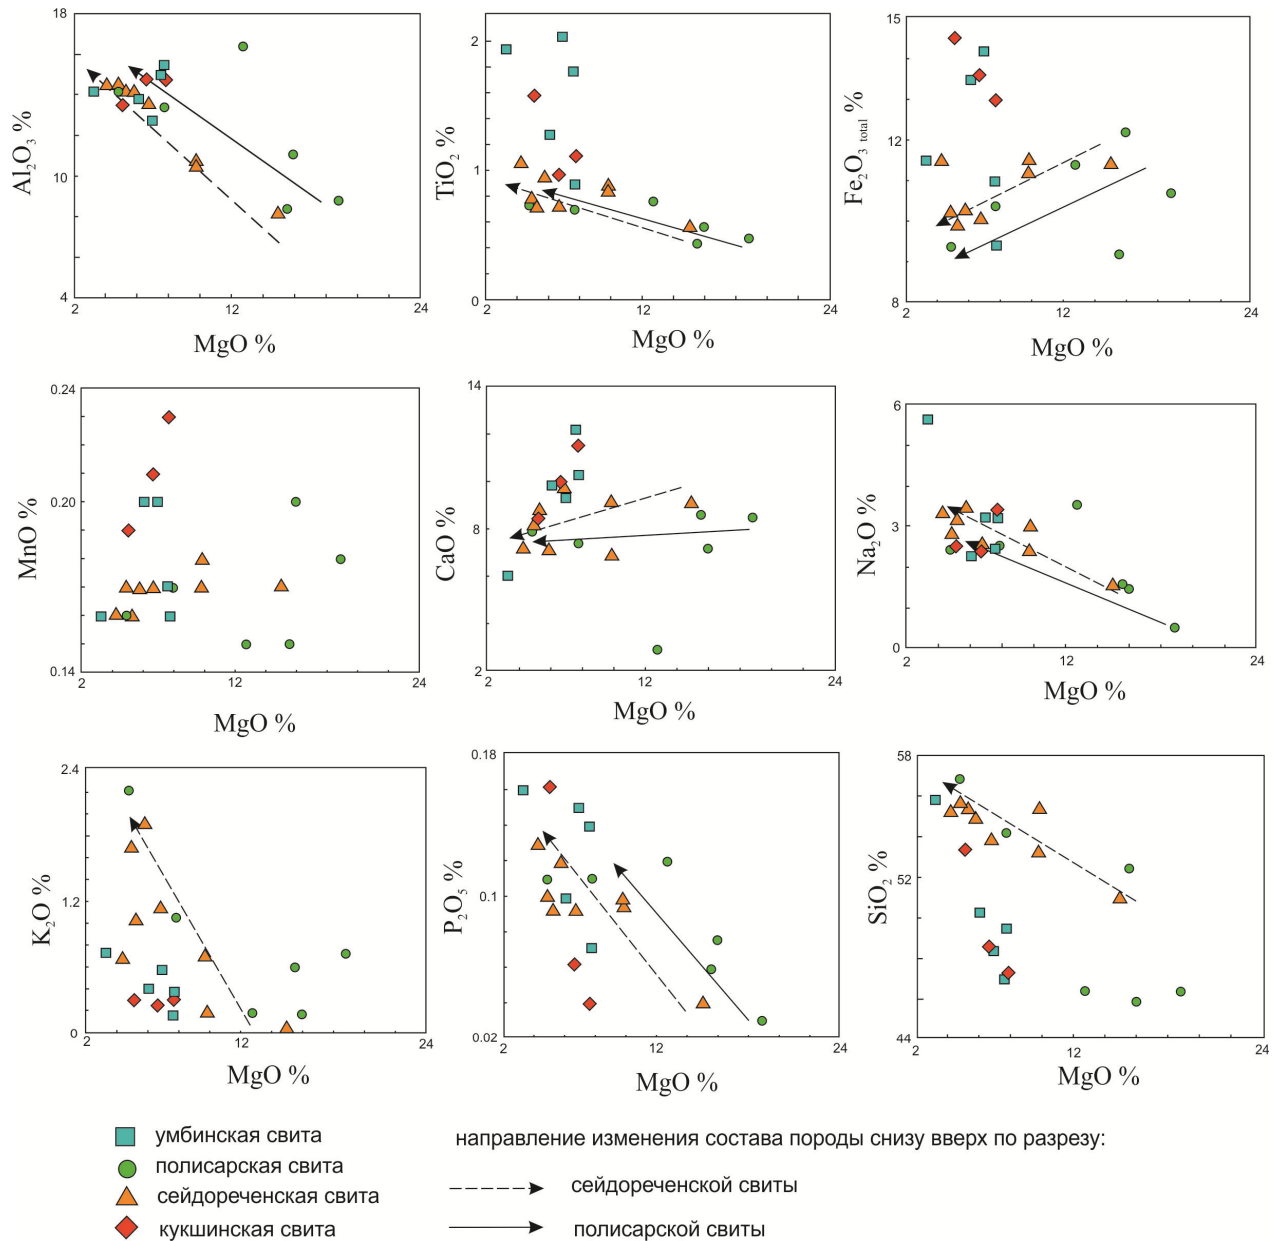 18
10
4
2
12
24
Al₂O₃ %
MgO %
2
1
0
2
12
24
TiO₂ %
MgO %
15
12
8
2
12
24
Fe₂O₃ total %
MgO %
0.24
0.20
0.14
2
12
24
MnO %
MgO %
14
8
2
2
12
24
CaO %
MgO %
6
3
0
2
12
24
Na₂O %
MgO %
2.4
1.2
0
2
12
24
K₂O %
MgO %
0.18
0.1
0.02
2
12
24
P₂O₅ %
MgO %
58
52
44
2
12
24
SiO₂ %
MgO %
умбинская свита
полисарская свита
сейдореченская свита
кукшинская свита
направление изменения состава породы снизу вверх по разрезу:
сейдореченской свиты
полисарской свиты